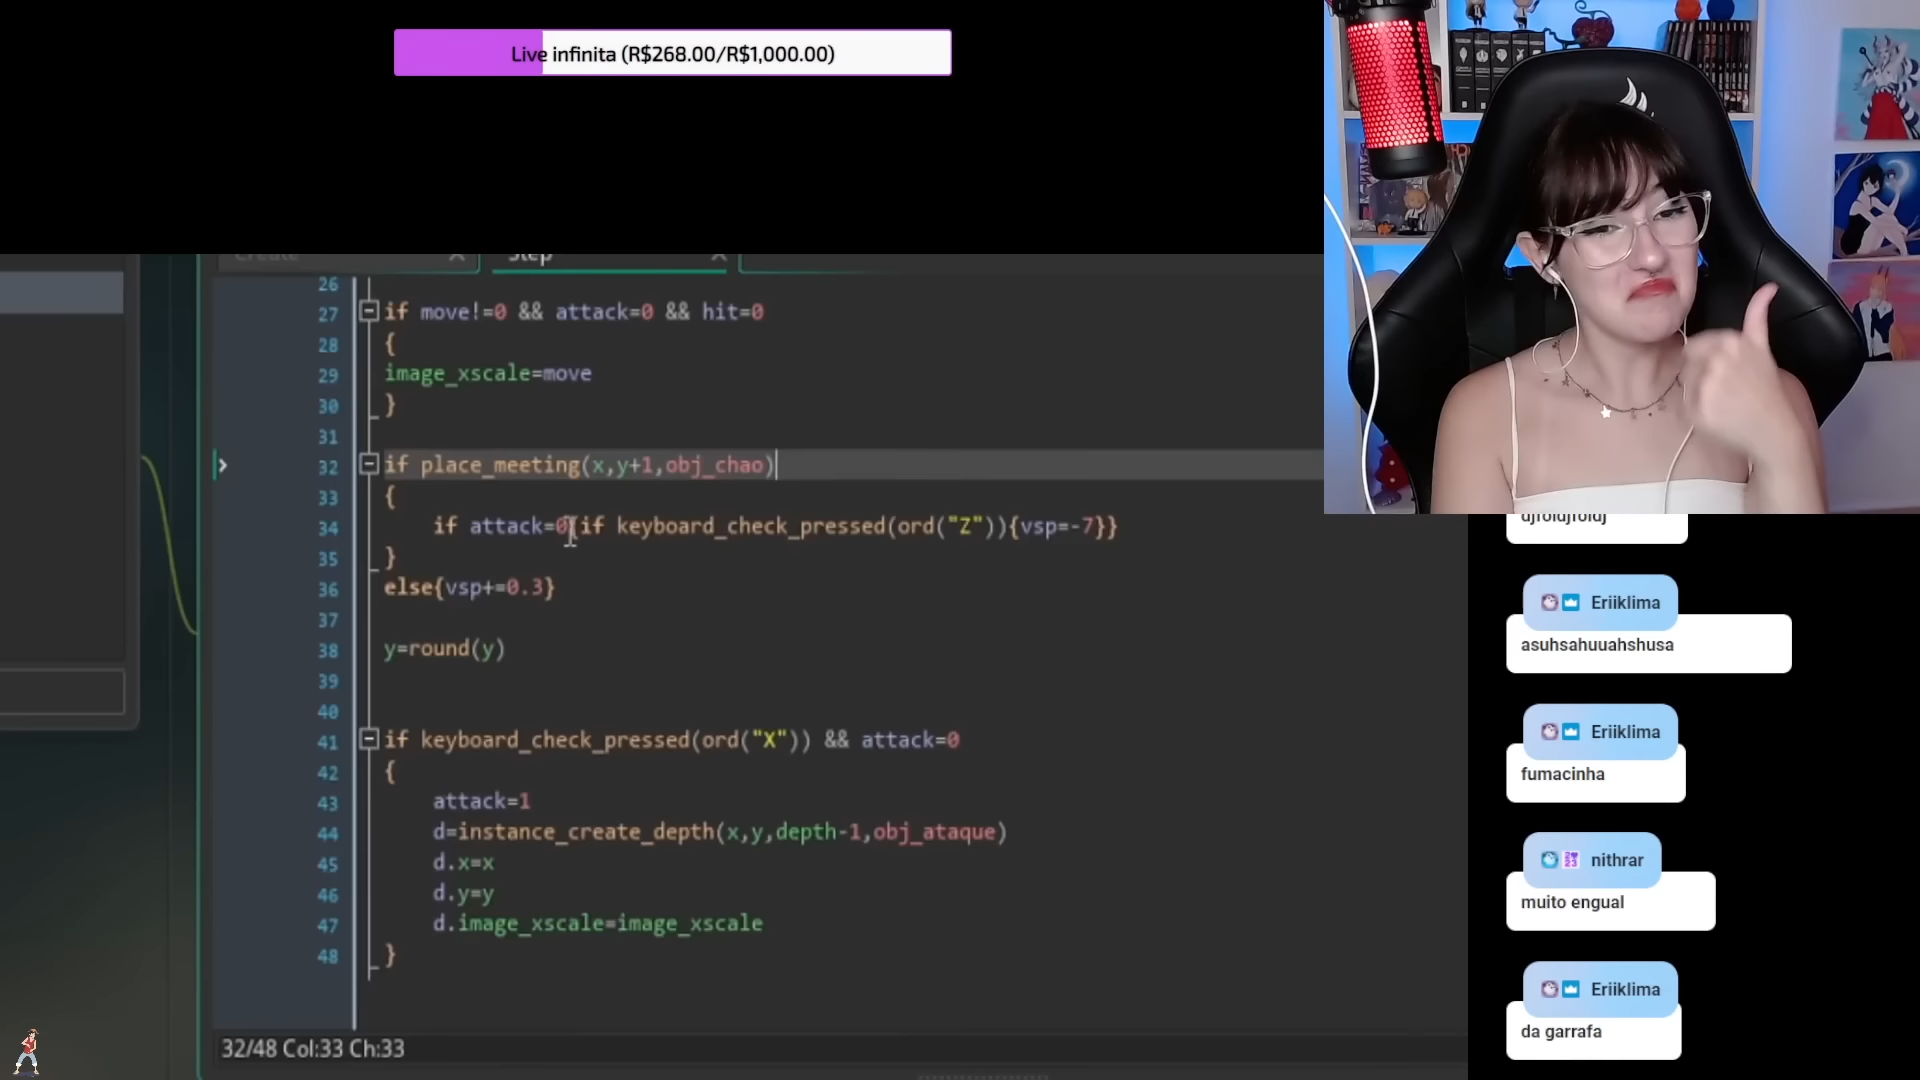 Live infinita (R$268.00/R$1,000.00)
Create
Step
26
27 if move!=0 && attack=0 && hit=0
28 {
29 image_xscale=move
30 }
31
32 if place_meeting(x,y+1,obj_chao)
33 {
34 if attack=0{if keyboard_check_pressed(ord("Z")){vsp=-7}}
35 }
36 else{vsp+=0.3}
37
38 y=round(y)
39
40
41 if keyboard_check_pressed(ord("X")) && attack=0
42 {
43 attack=1
44 d=instance_create_depth(x,y,depth-1,obj_ataque)
45 d.x=x
46 d.y=y
47 d.image_xscale=image_xscale
48 }
32/48 Col:33 Ch:33
Eriiklima
asuhsahuuahshusa
Eriiklima
fumacinha
nithrar
muito engual
Eriiklima
da garrafa